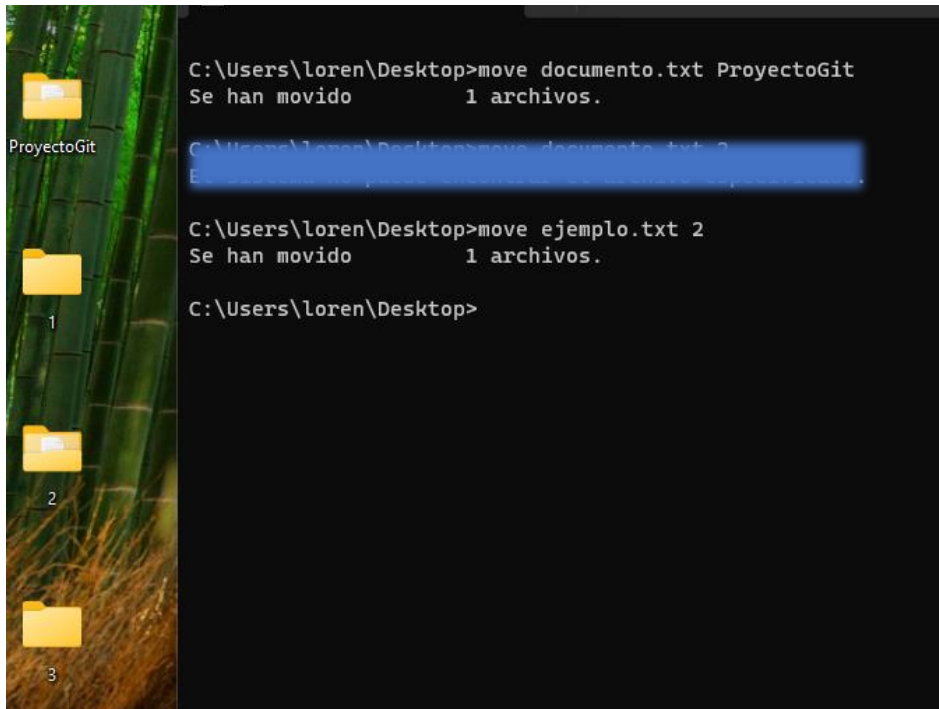 C:\Users\loren\Desktop>move documento.txt ProyectoGit
Se han movido 1 archivos.
ProyectoGit
C:\Users\loren\Desktop>move ejemplo.txt 2
Se han movido 1 archivos.
C:\Users\loren\Desktop>
1
2
3